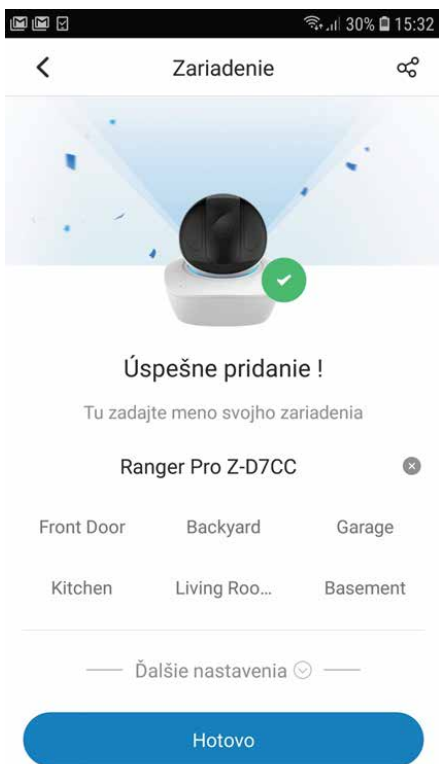 30% 15:32
Zariadenie
Úspešne pridanie !
Tu zadajte meno svojho zariadenia
Ranger Pro Z-D7CC
Front Door Backyard Garage
Kitchen Living Roo... Basement
Ďalšie nastavenia
Hotovo